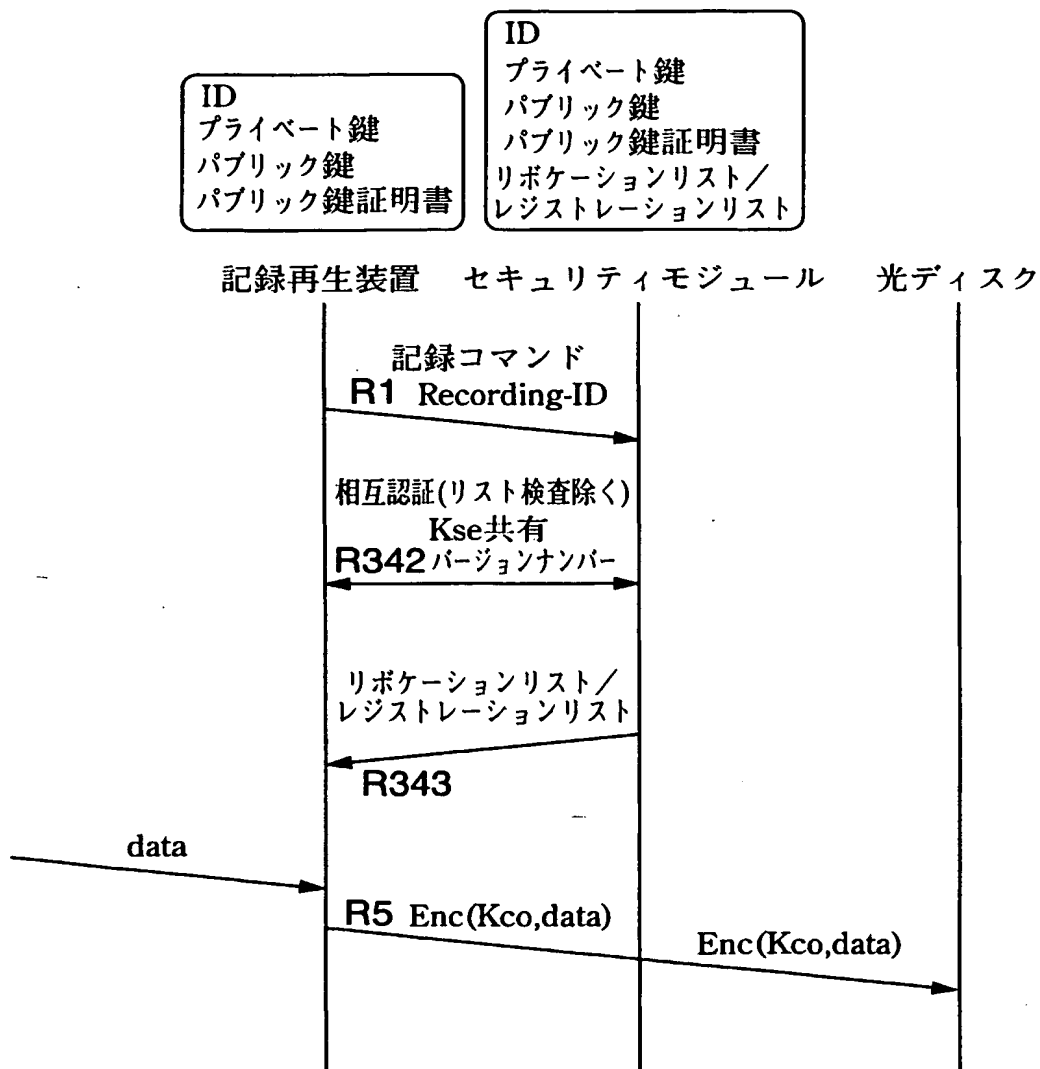 ID
プライベート鍵
パブリック鍵
パブリック鍵証明書
ID
プライベート鍵
パブリック鍵
パブリック鍵証明書
リボケーションリスト／
レジストレーションリスト
記録再生装置 セキュリティモジュール 光ディスク
記録コマンド
R1 Recording-ID
相互認証(リスト検査除く)
Kse共有
R342 バージョンナンバー
リボケーションリスト／
レジストレーションリスト
R343
data
R5 Enc(Kco,data)
Enc(Kco,data)